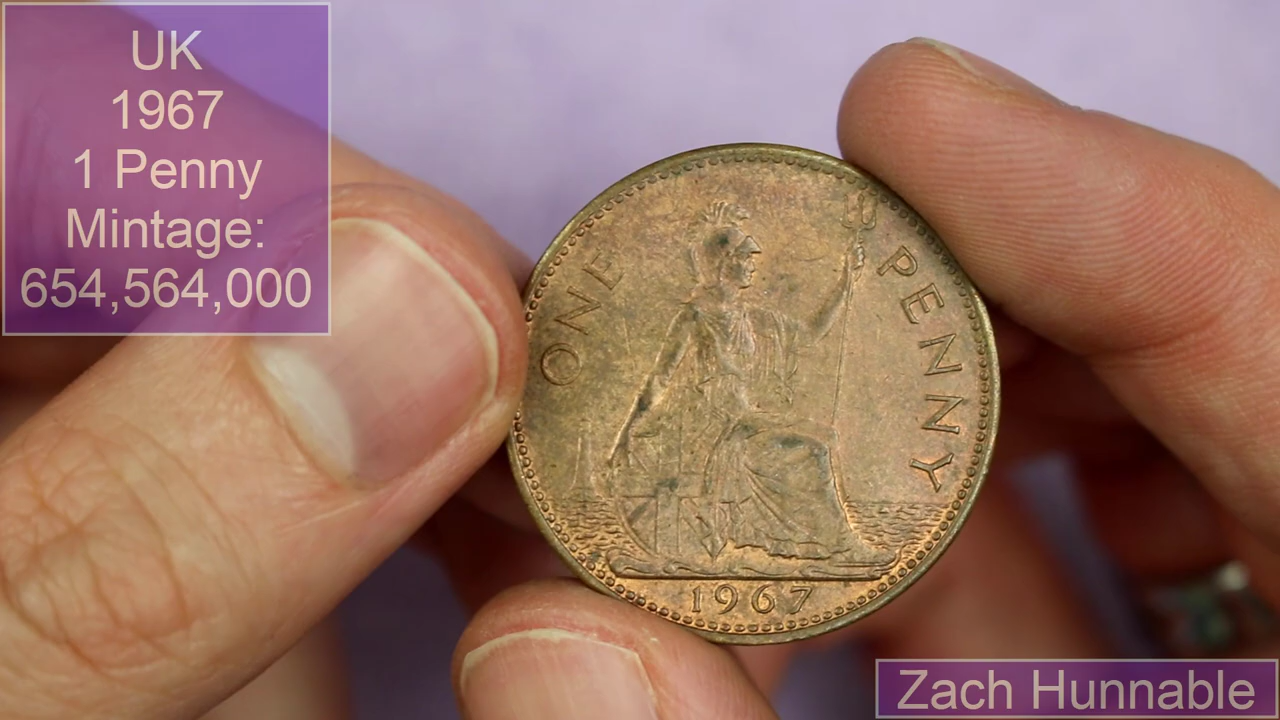 UK
1967
1 Penny
Mintage:
654,564,000
ONE PENNY
1967
Zach Hunnable